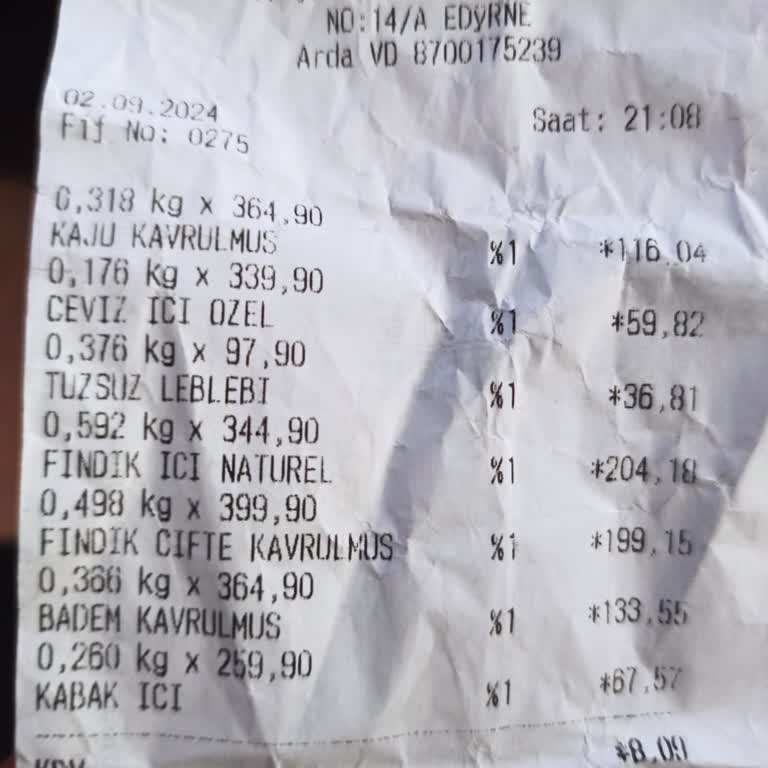 NO:14/A EDyRNE
Arda VD 8700175239
02.09.2024 Saat: 21:08
Fiş No: 0275
0,318 kg x 364,90
KAJU KAVRULMUS %1 *116,04
0,176 kg x 339,90
CEVIZ ICI OZEL %1 *59,82
0,376 kg x 97,90
TUZSUZ LEBLEBI %1 *36,81
0,592 kg x 344,90
FINDIK ICI NATUREL %1 *204,18
0,498 kg x 399,90
FINDIK CIFTE KAVRULMUS %1 *199,15
0,366 kg x 364,90
BADEM KAVRULMUS %1 *133,55
0,260 kg x 259,90
KABAK ICI %1 *67,57
KDV *8,09